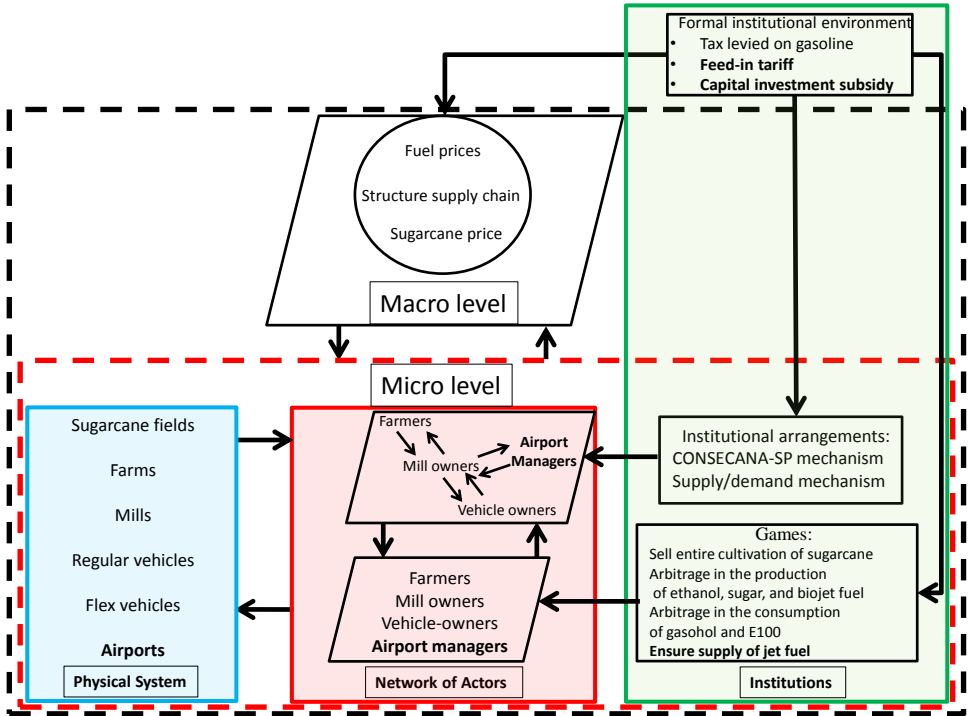 Formal institutional environment
• Tax levied on gasoline
• Feed-in tariff
• Capital investment subsidy
Fuel prices
Structure supply chain
Sugarcane price
Macro level
Micro level
Sugarcane fields
Farms
Mills
Regular vehicles
Flex vehicles
Airports
Physical System
Farmers
Mill owners
Airport
Managers
Vehicle owners
Farmers
Mill owners
Vehicle-owners
Airport managers
Network of Actors
Institutional arrangements:
CONSECANA-SP mechanism
Supply/demand mechanism
Games:
Sell entire cultivation of sugarcane
Arbitrage in the production
of ethanol, sugar, and biojet fuel
Arbitrage in the consumption
of gasohol and E100
Ensure supply of jet fuel
Institutions